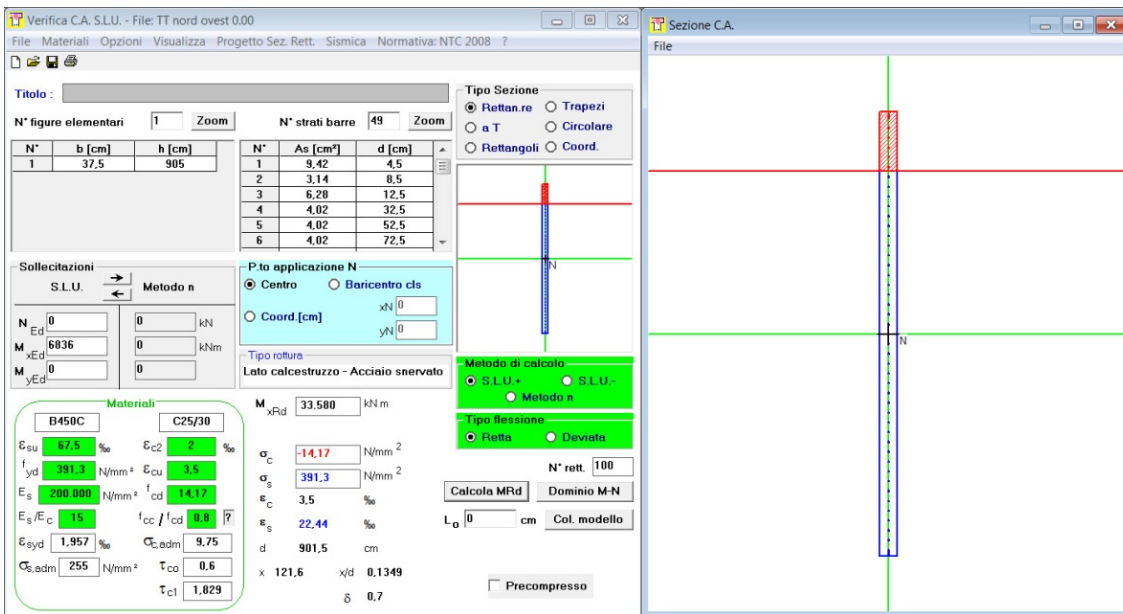 Verifica C.A. S.L.U. - File: TT nord ovest 0.00
File Materiali Opzioni Visualizza Progetto Sez. Rett. Sismica Normativa: NTC 2008 ?
Titolo :
N° figure elementari 1 Zoom
N° strati barre 49 Zoom
N° b [cm] h [cm]
1 37,5 905
N° As [cm²] d [cm]
1 9,42 4,5
2 3,14 8,5
3 6,28 12,5
4 4,02 32,5
5 4,02 52,5
6 4,02 72,5
Tipo Sezione
Rettan.re Trapezi
a T Circolare
Rettangoli Coord.
N
Sollecitazioni
S.L.U. Metodo n
N Ed 0 0 kN
M xEd 6836 0 kNm
M yEd 0 0
P.to applicazione N
Centro Baricentro cls
Coord.[cm] xN 0
yN 0
Tipo rottura
Lato calcestruzzo - Acciaio snervato
Metodo di calcolo
S.L.U.+ S.L.U.-
Metodo n
Tipo flessione
Retta Deviata
N° rett. 100
Calcola MRd Dominio M-N
L o 0 cm Col. modello
Precompresso
Materiali
B450C C25/30
εsu 67,5 ‰ εc2 2 ‰
fyd 391,3 N/mm² εcu 3,5
Es 200.000 N/mm² fcd 14,17
Es/Ec 15 fcc / fcd 0,8 ?
εsyd 1,957 ‰ σc,adm 9,75
σs,adm 255 N/mm² τco 0,6
τc1 1,829
M xRd 33.580 kN m
σc -14,17 N/mm²
σs 391,3 N/mm²
εc 3,5 ‰
εs 22,44 ‰
d 901,5 cm
x 121,6 x/d 0,1349
δ 0,7
Sezione C.A.
File
N